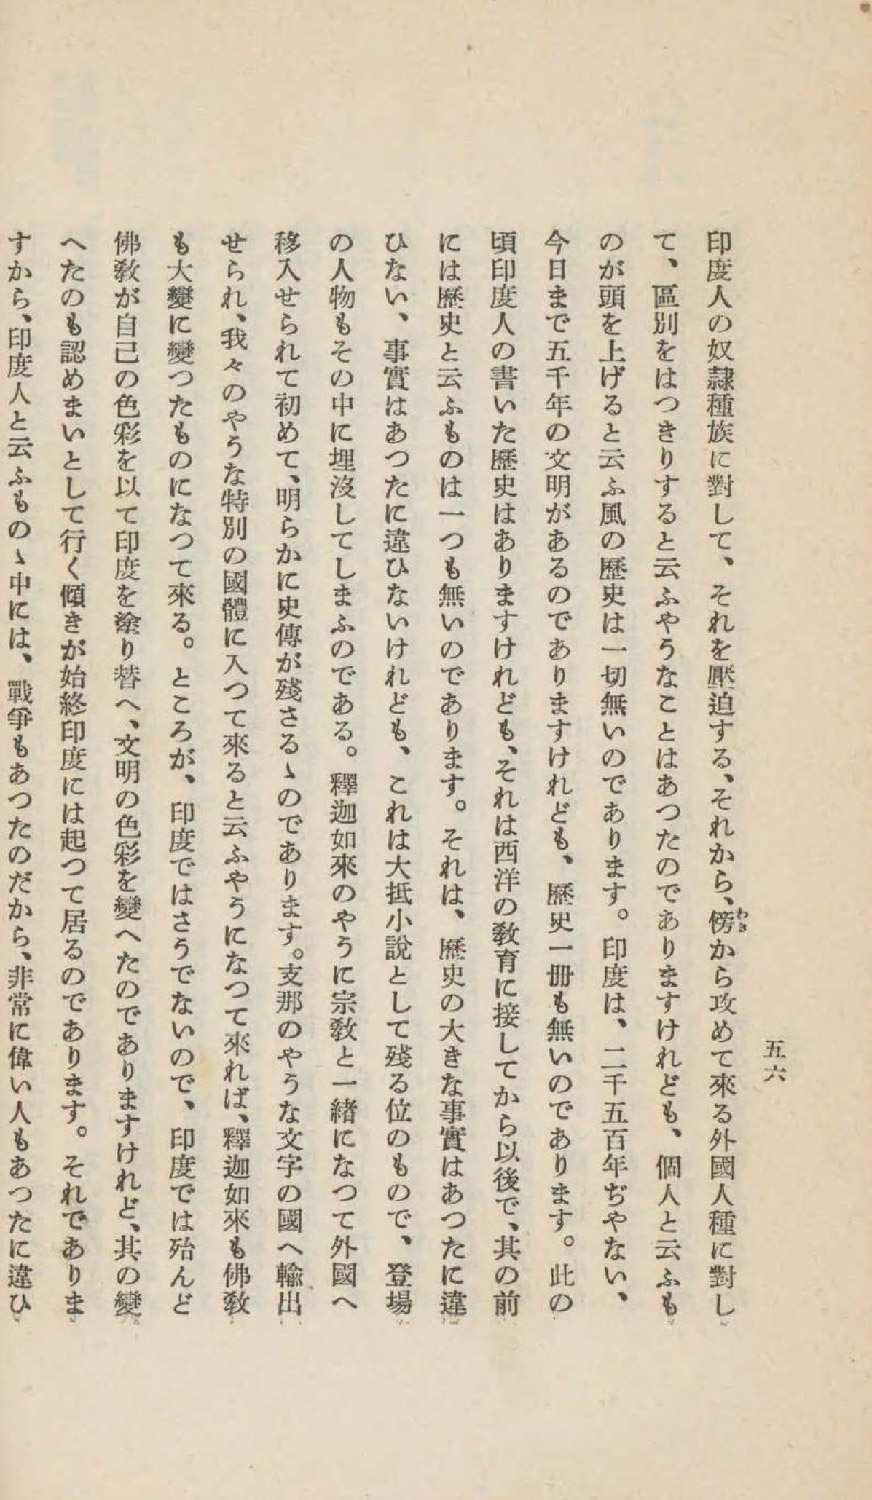 五六
印度人の奴隷種族に對して、それを壓迫する、それから、傍から攻めて來る外國人種に對し
わき
て、區別をはつきりすると云ふやうなことはあつたのでありますけれども、個人と云ふも
のが頭を上げると云ふ風の歷史は一切無いのであります。印度は、二千五百年ぢやない、
今日まで五千年の文明があるのでありますけれども、歷史一冊も無いのであります。此の
頃印度人の書いた歷史はありますけれども、それは西洋の敎育に接してから以後で、其の前
には歷史と云ふものは一つも無いのであります。それは、歷史の大きな事實はあつたに違
ひない、事實はあつたに違ひないけれども、これは大抵小說として殘る位のもので、登場
の人物もその中に埋沒してしまふのである。釋迦如來のやうに宗敎と一緖になつて外國へ
移入せられて初めて、明らかに史傳が殘さるゝのであります。支那のやうな文字の國へ輸出
せられ、我々のやうな特別の國體に入つて來ると云ふやうになつて來れば、釋迦如來も佛敎
も大變に變つたものになつて來る。ところが、印度ではさうでないので、印度では殆んど
佛敎が自己の色彩を以て印度を塗り替へ、文明の色彩を變へたのでありますけれど、其の變
へたのも認めまいとして行く傾きが始終印度には起つて居るのであります。それでありま
すから、印度人と云ふものゝ中には、戰爭もあつたのだから、非常に偉い人もあつたに違ひ